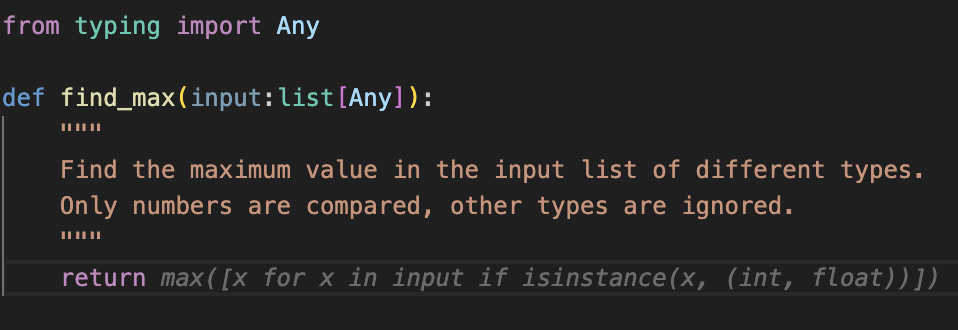 from typing import Any
def find_max(input:list[Any]):
"""
Find the maximum value in the input list of different types.
Only numbers are compared, other types are ignored.
"""
return max([x for x in input if isinstance(x, (int, float))])